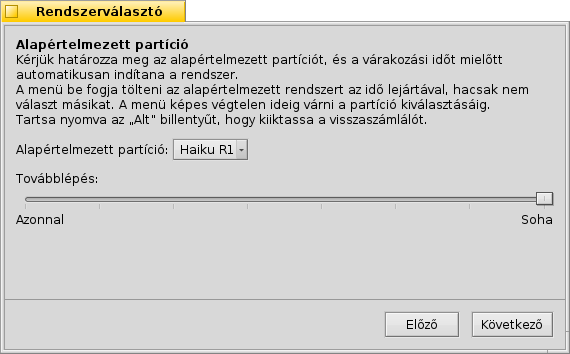 Rendszerválasztó
Alapértelmezett partíció
Kérjük határozza meg az alapértelmezett partíciót, és a várakozási időt mielőtt
automatikusan indítana a rendszer.
A menü be fogja tölteni az alapértelmezett rendszert az idő lejártával, hacsak nem
választ másikat. A menü képes végtelen ideig várni a partíció kiválasztásáig.
Tartsa nyomva az „Alt” billentyűt, hogy kiiktassa a visszaszámlálót.
Alapértelmezett partíció: Haiku R1
Továbblépés:
Azonnal Soha
Előző Következő